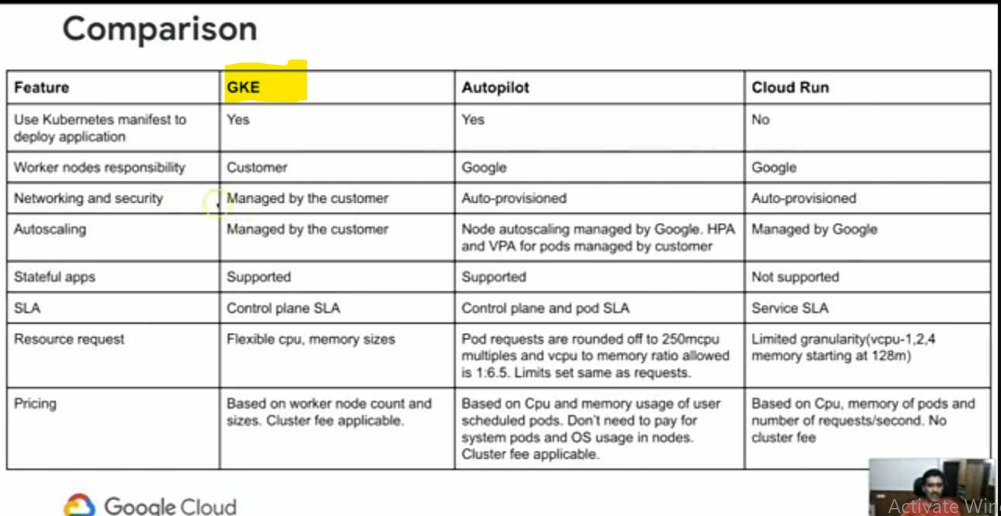 Comparison
Feature GKE Autopilot Cloud Run
Use Kubernetes manifest to Yes Yes No
deploy application
Worker nodes responsibility Customer Google Google
Networking and security Managed by the customer Auto-provisioned Auto-provisioned
Autoscaling Managed by the customer Node autoscaling managed by Google. HPA Managed by Google
and VPA for pods managed by customer
Stateful apps Supported Supported Not supported
SLA Control plane SLA Control plane and pod SLA Service SLA
Resource request Flexible cpu, memory sizes Pod requests are rounded off to 250mcpu Limited granularity(vcpu-1,2,4
multiples and vcpu to memory ratio allowed memory starting at 128m)
is 1:6.5. Limits set same as requests.
Pricing Based on worker node count and Based on Cpu and memory usage of user Based on Cpu, memory of pods and
sizes. Cluster fee applicable. scheduled pods. Don't need to pay for number of requests/second. No
system pods and OS usage in nodes. cluster fee
Cluster fee applicable.
Google Cloud
Activate Win